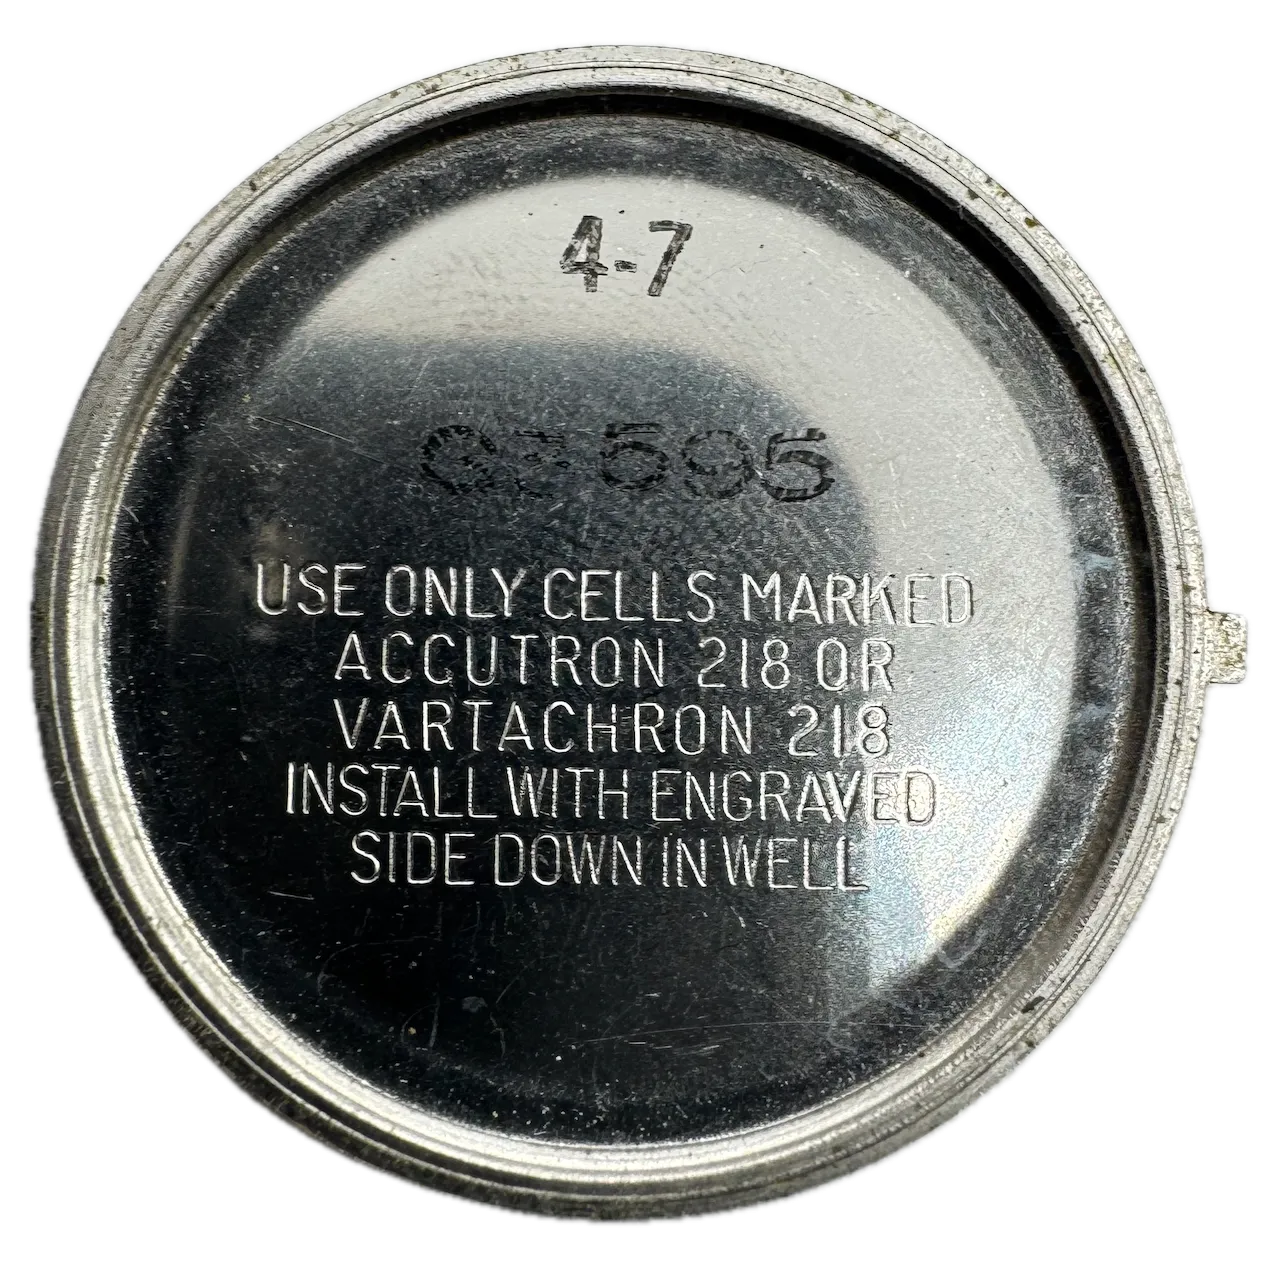 4-7
USE ONLY CELLS MARKED
ACCUTRON 218 OR
VARTACHRON 218
INSTALL WITH ENGRAVED
SIDE DOWN IN WELL